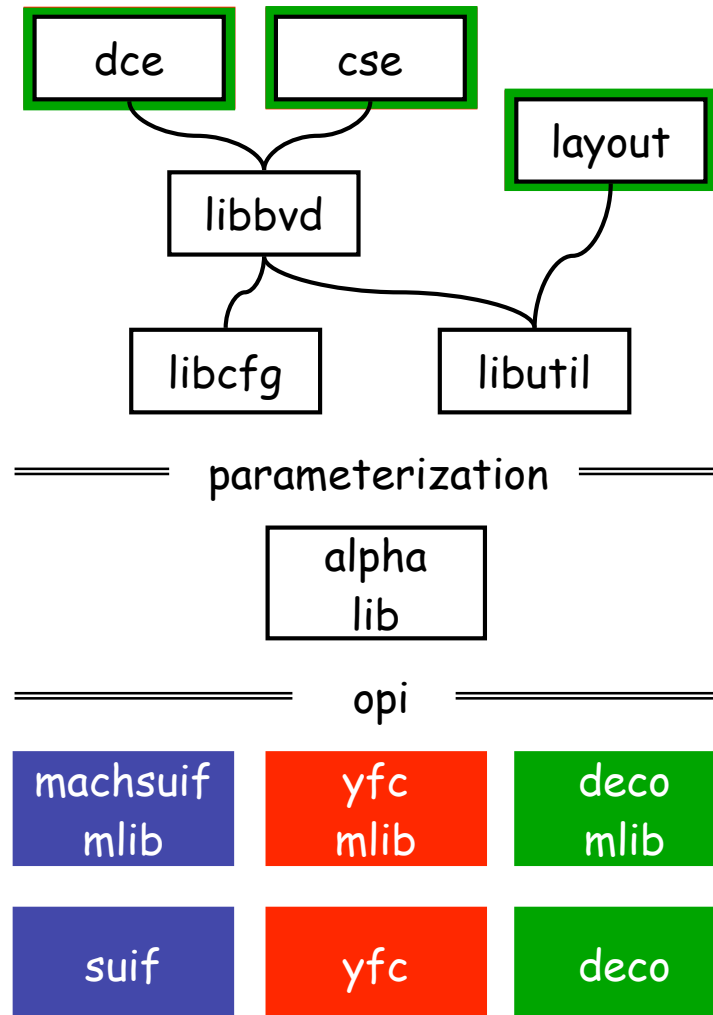 dce
cse
layout
libbvd
libcfg
libutil
parameterization
alpha
lib
opi
machsuif
mlib
yfc
mlib
deco
mlib
suif
yfc
deco